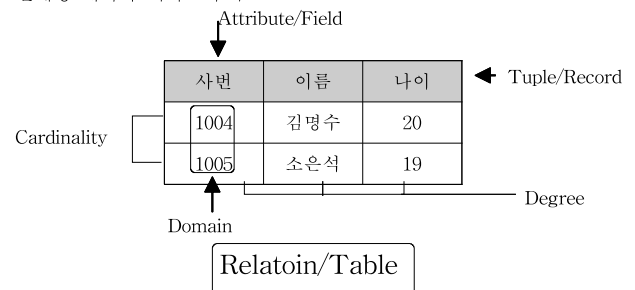 Attribute/Field
사번 이름 나이 Tuple/Record
1004 김명수 20
Cardinality
1005 소은석 19
Degree
Domain
Relatoin/Table